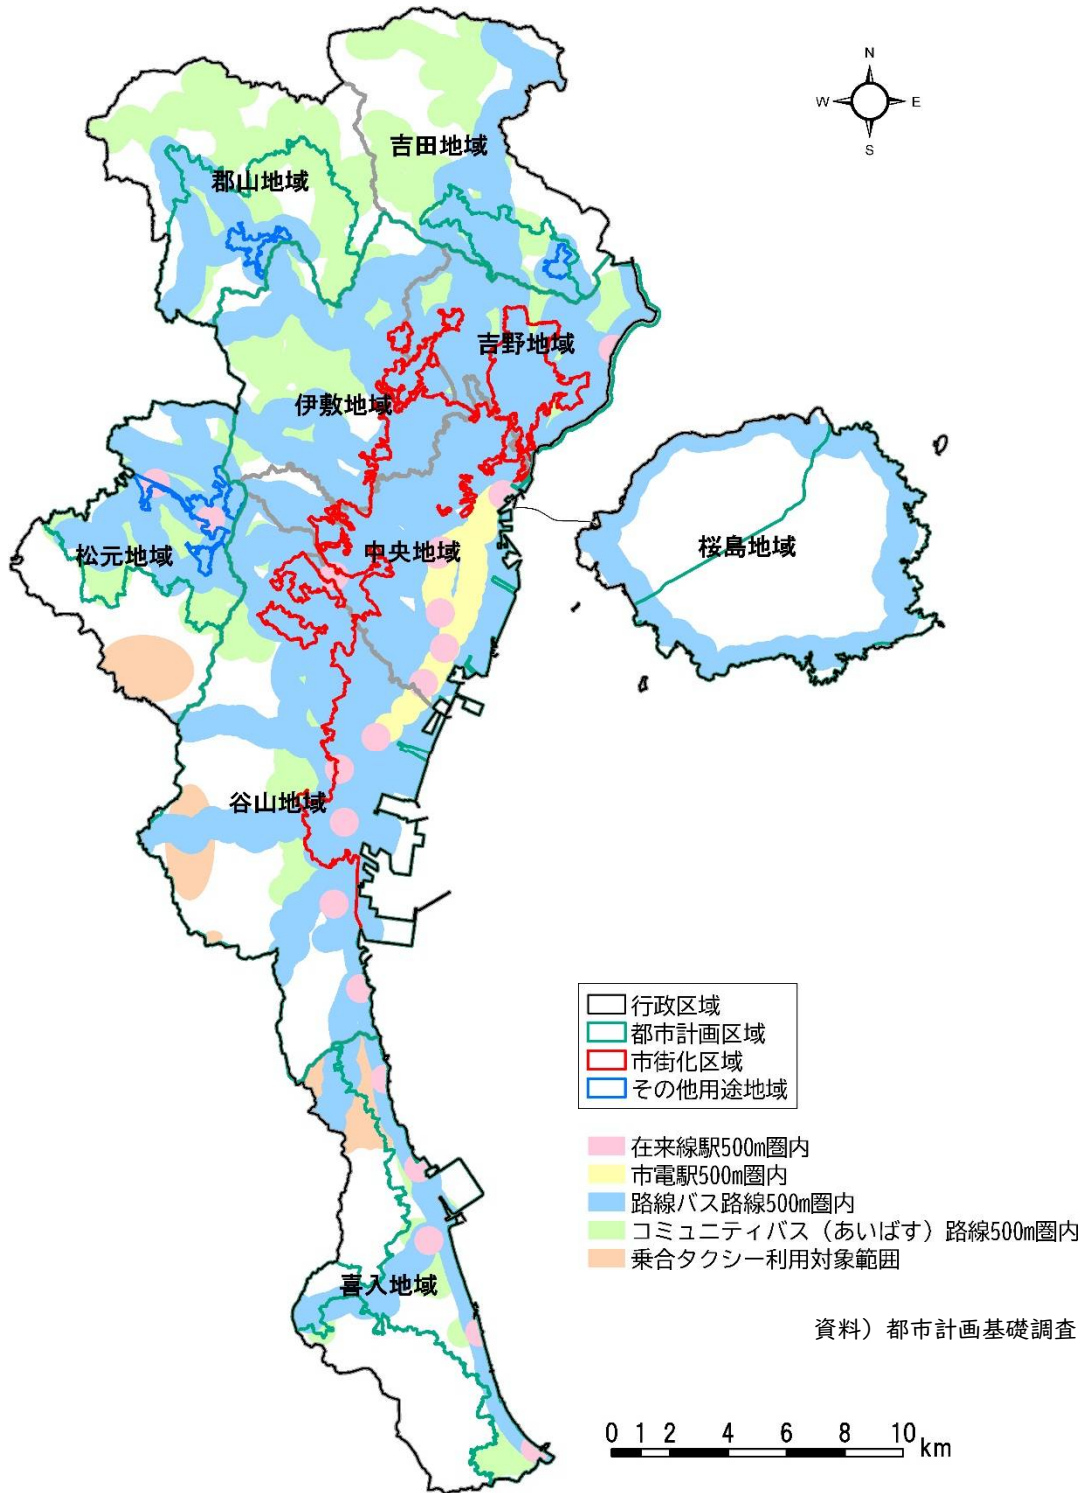 N
W
E
S
吉田地域
郡山地域
吉野地域
伊敷地域
松元地域
中央地域
桜島地域
谷山地域
喜入地域
行政区域
都市計画区域
市街化区域
その他用途地域
在来線駅500m圏内
市電駅500m圏内
路線バス路線500m圏内
コミュニティバス（あいばす）路線500m圏内
乗合タクシー利用対象範囲
資料）都市計画基礎調査
0 1 2 4 6 8 10
km